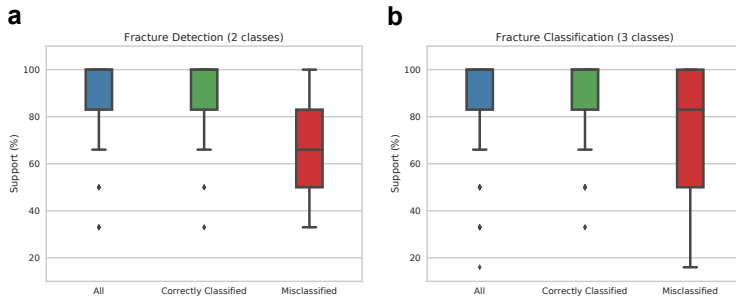 a
Fracture Detection (2 classes)
100
80
60
40
20
Support (%)
All
Correctly Classified
Misclassified
b
Fracture Classification (3 classes)
100
80
60
40
20
Support (%)
All
Correctly Classified
Misclassified